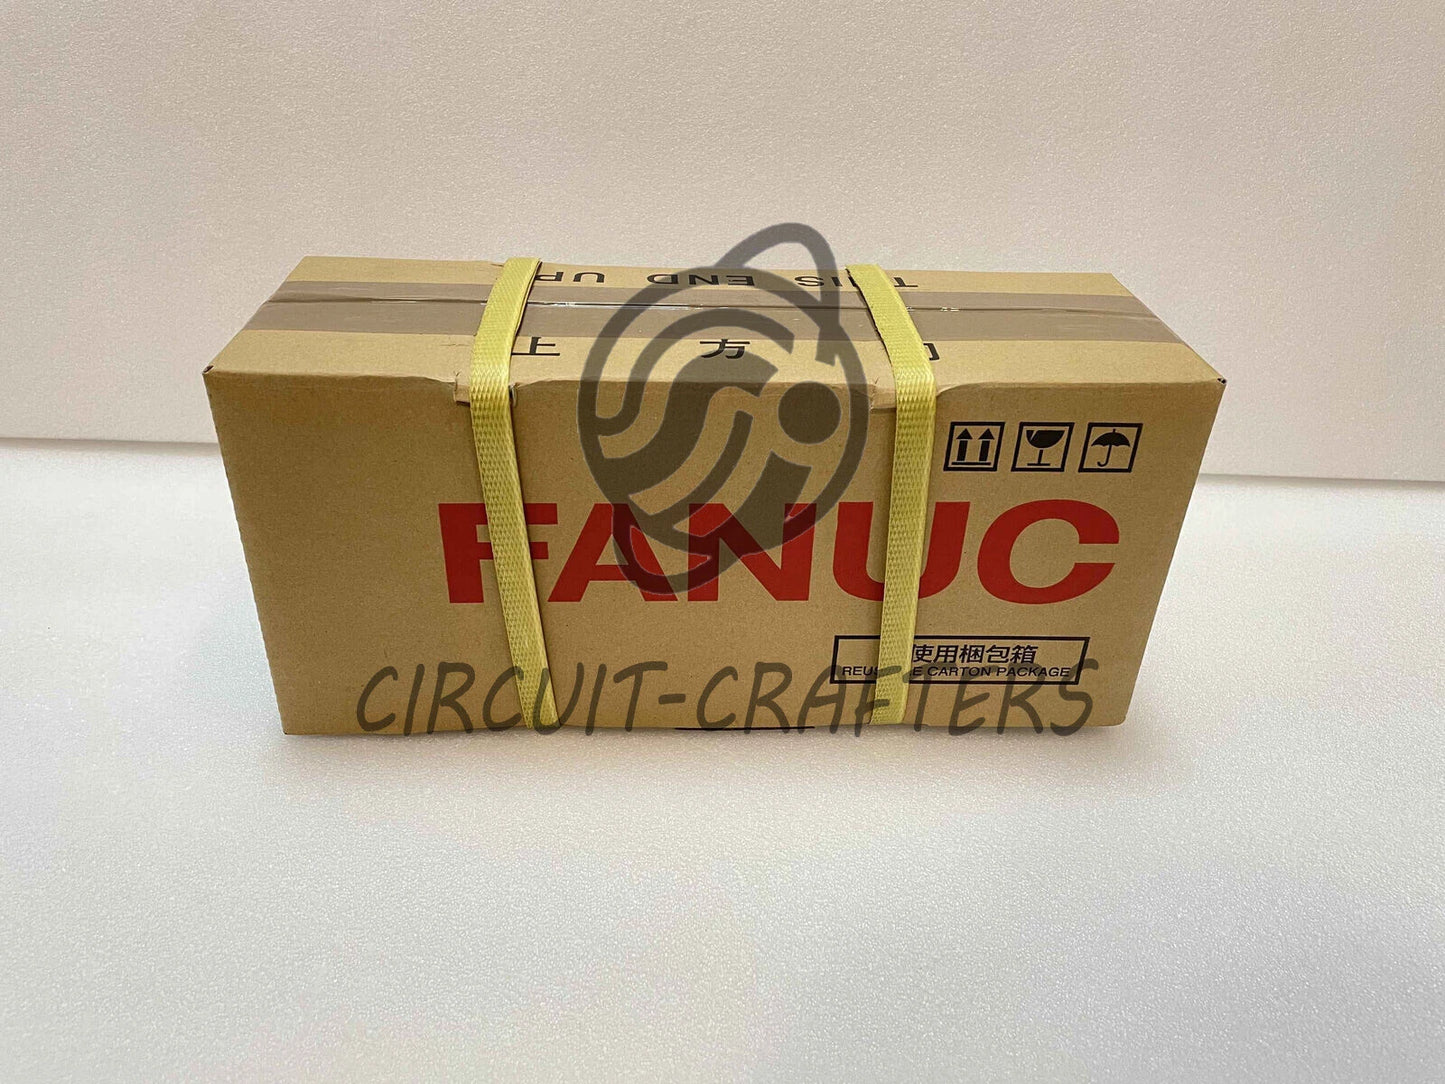 THIS END UP
上 方
FANUC
使用梱包箱
CARTON PACKAGE
CIRCUIT-CRAFTERS